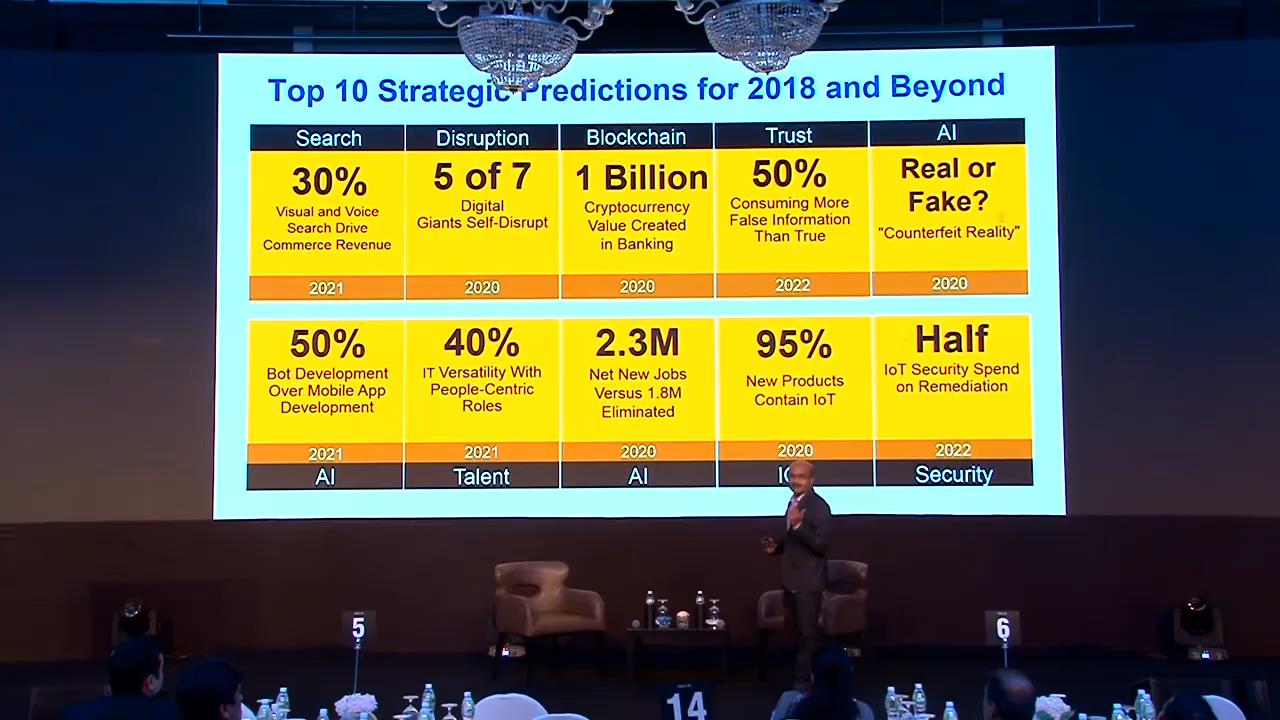 Top 10 Strategic Predictions for 2018 and Beyond
Search
30%
Visual and Voice
Search Drive
Commerce Revenue
2021
Disruption
5 of 7
Digital
Giants Self-Disrupt
2020
Blockchain
1 Billion
Cryptocurrency
Value Created
in Banking
2020
Trust
50%
Consuming More
False Information
Than True
2022
AI
Real or
Fake?
"Counterfeit Reality"
2020
50%
Bot Development
Over Mobile App
Development
2021
AI
40%
IT Versatility With
People-Centric
Roles
2021
Talent
2.3M
Net New Jobs
Versus 1.8M
Eliminated
2020
AI
95%
New Products
Contain IoT
2020
Half
IoT Security Spend
on Remediation
2022
Security
5
6
14